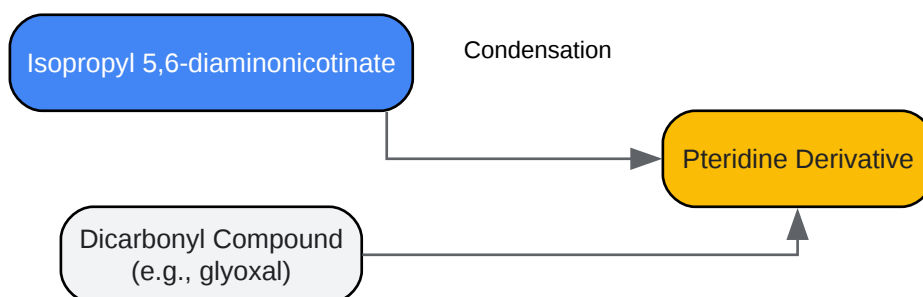 Isopropyl 5,6-diaminonicotinate
Condensation
Pteridine Derivative
Dicarbonyl Compound
(e.g., glyoxal)